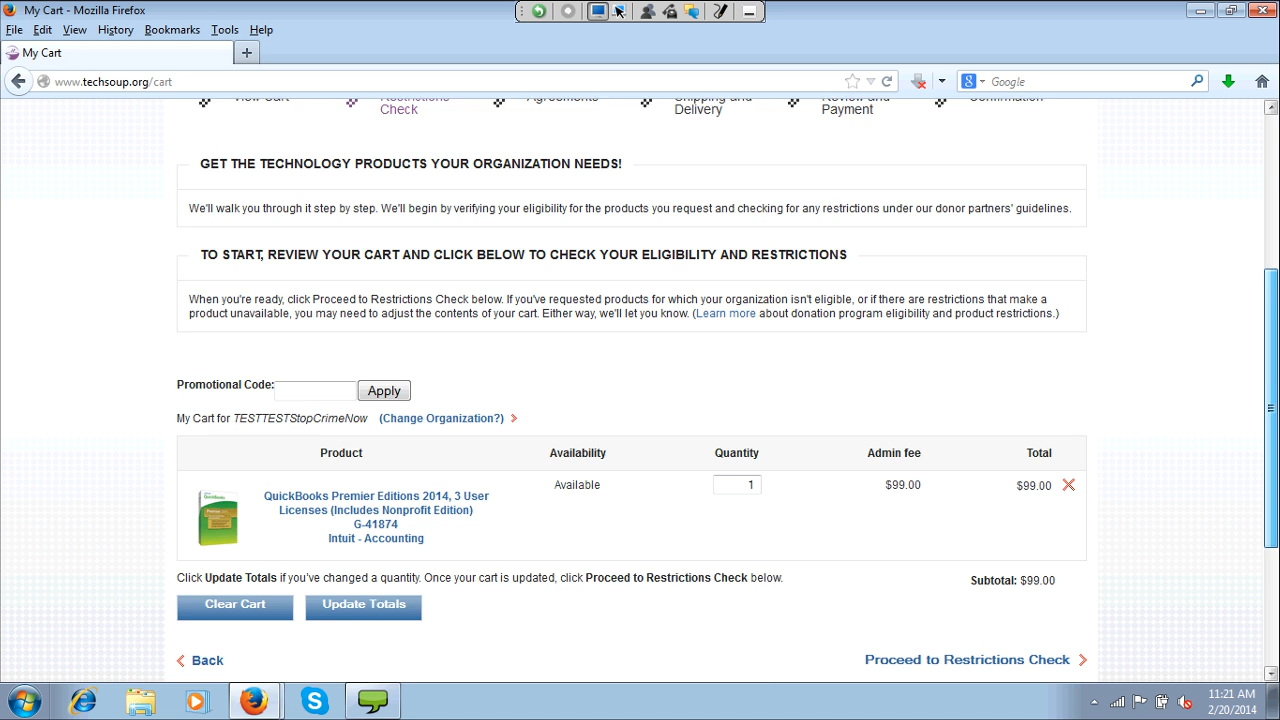 My Cart - Mozilla Firefox
File Edit View History Bookmarks Tools Help
My Cart
www.techsoup.org/cart
Google
View Cart Restrictions Check Agreements Shipping and Delivery Review and Payment Confirmation
GET THE TECHNOLOGY PRODUCTS YOUR ORGANIZATION NEEDS!
We'll walk you through it step by step. We'll begin by verifying your eligibility for the products you request and checking for any restrictions under our donor partners' guidelines.
TO START, REVIEW YOUR CART AND CLICK BELOW TO CHECK YOUR ELIGIBILITY AND RESTRICTIONS
When you're ready, click Proceed to Restrictions Check below. If you've requested products for which your organization isn't eligible, or if there are restrictions that make a
product unavailable, you may need to adjust the contents of your cart. Either way, we'll let you know. (Learn more about donation program eligibility and product restrictions.)
Promotional Code: Apply
My Cart for TESTTESTStopCrimeNow (Change Organization?)
Product Availability Quantity Admin fee Total
Available 1 $99.00 $99.00
QuickBooks Premier Editions 2014, 3 User
Licenses (Includes Nonprofit Edition)
G-41874
Intuit - Accounting
Click Update Totals if you've changed a quantity. Once your cart is updated, click Proceed to Restrictions Check below.
Subtotal: $99.00
Clear Cart Update Totals
Back Proceed to Restrictions Check
11:21 AM
2/20/2014